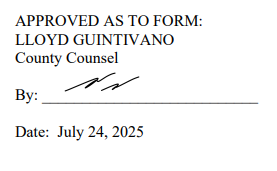 APPROVED AS TO FORM:
LLOYD GUINTIVANO
County Counsel
By:
Date: July 24, 2025